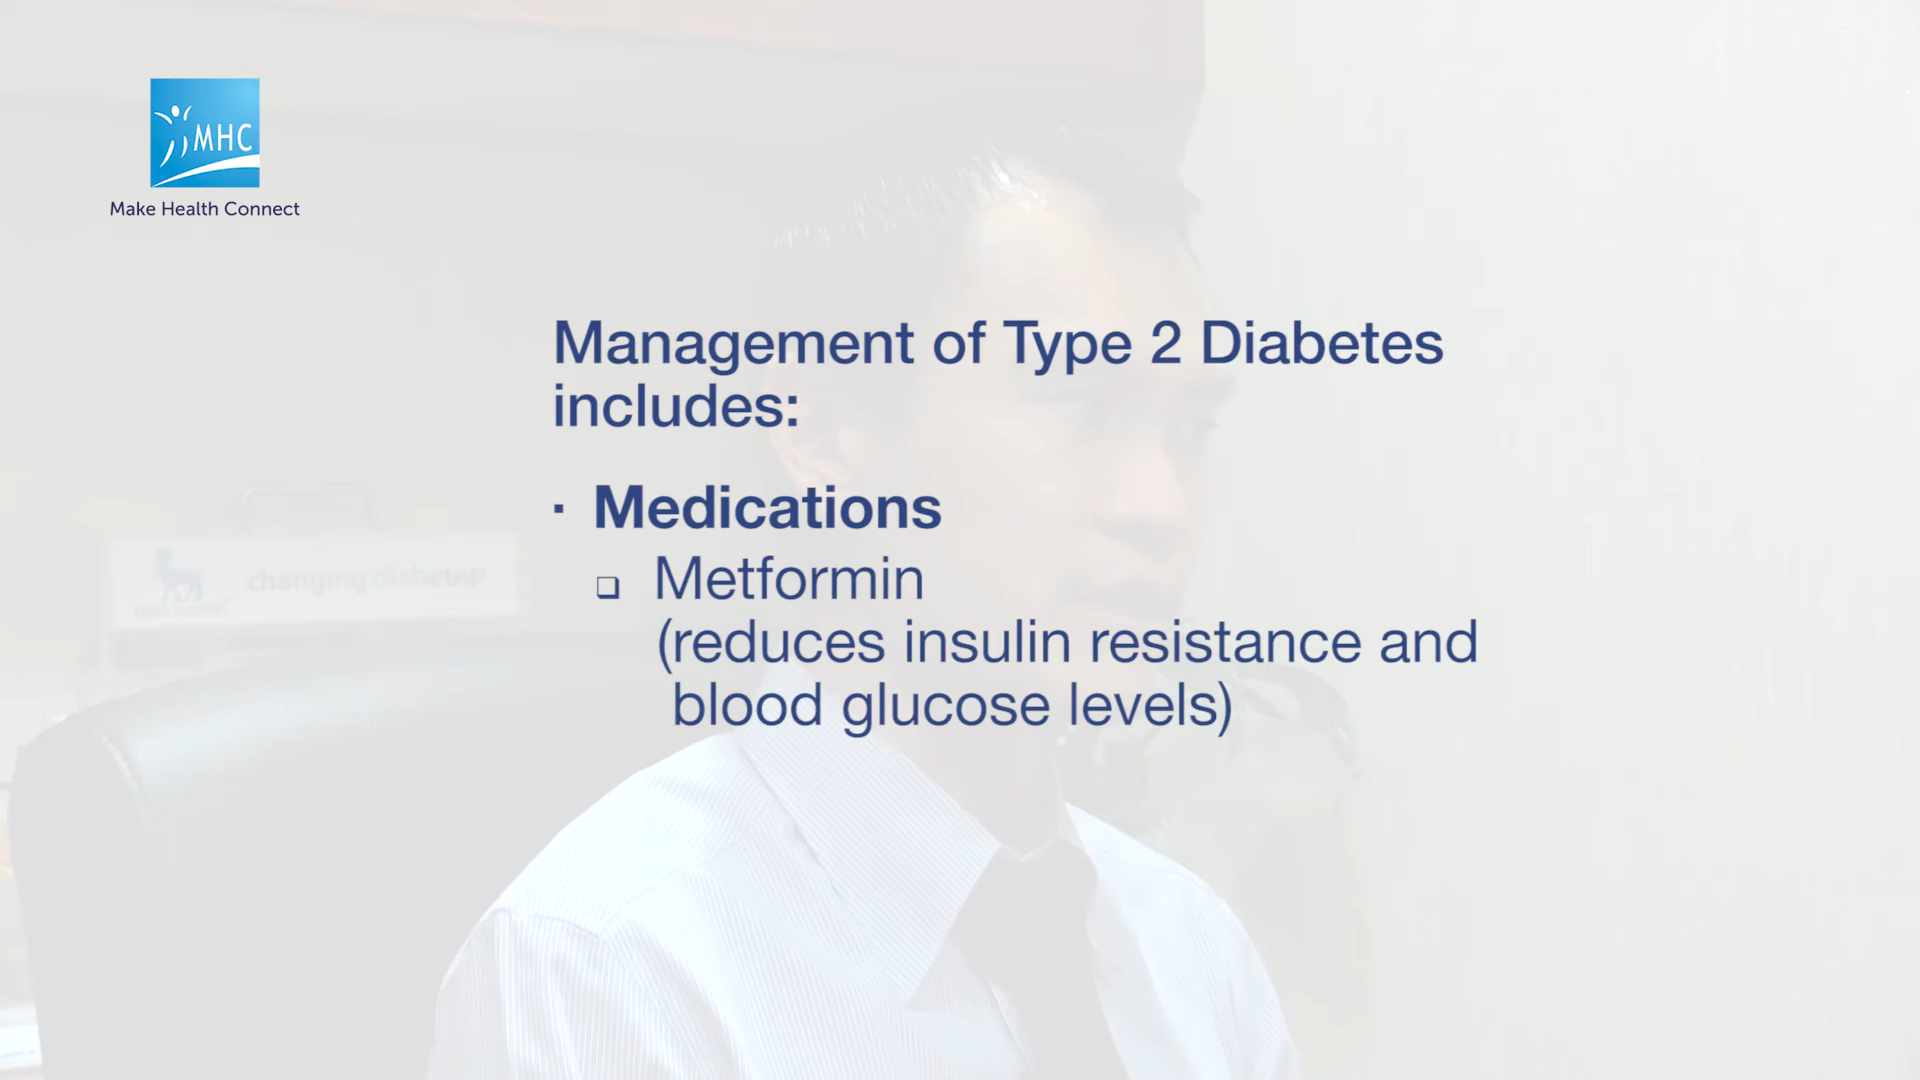 MHC
Make Health Connect
Management of Type 2 Diabetes
includes:
· Medications
❑ Metformin
(reduces insulin resistance and
blood glucose levels)
changing diabetes